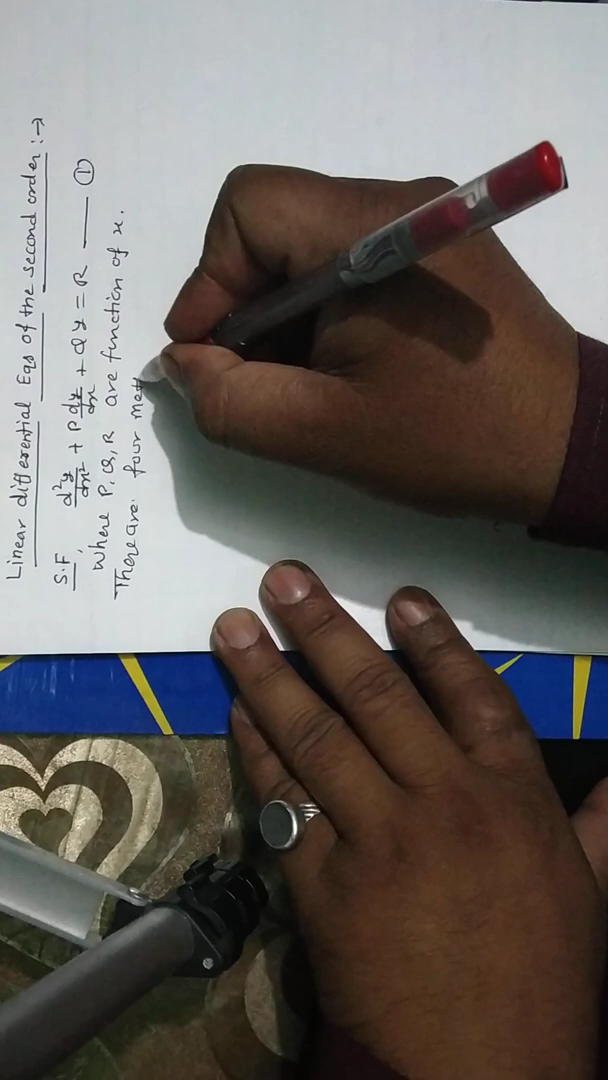 Linear differential Eqs of the second order :→
S.F, d²y/dx² + P dy/dx + Qy = R —— ①
Where P, Q, R are function of x.
There are four met